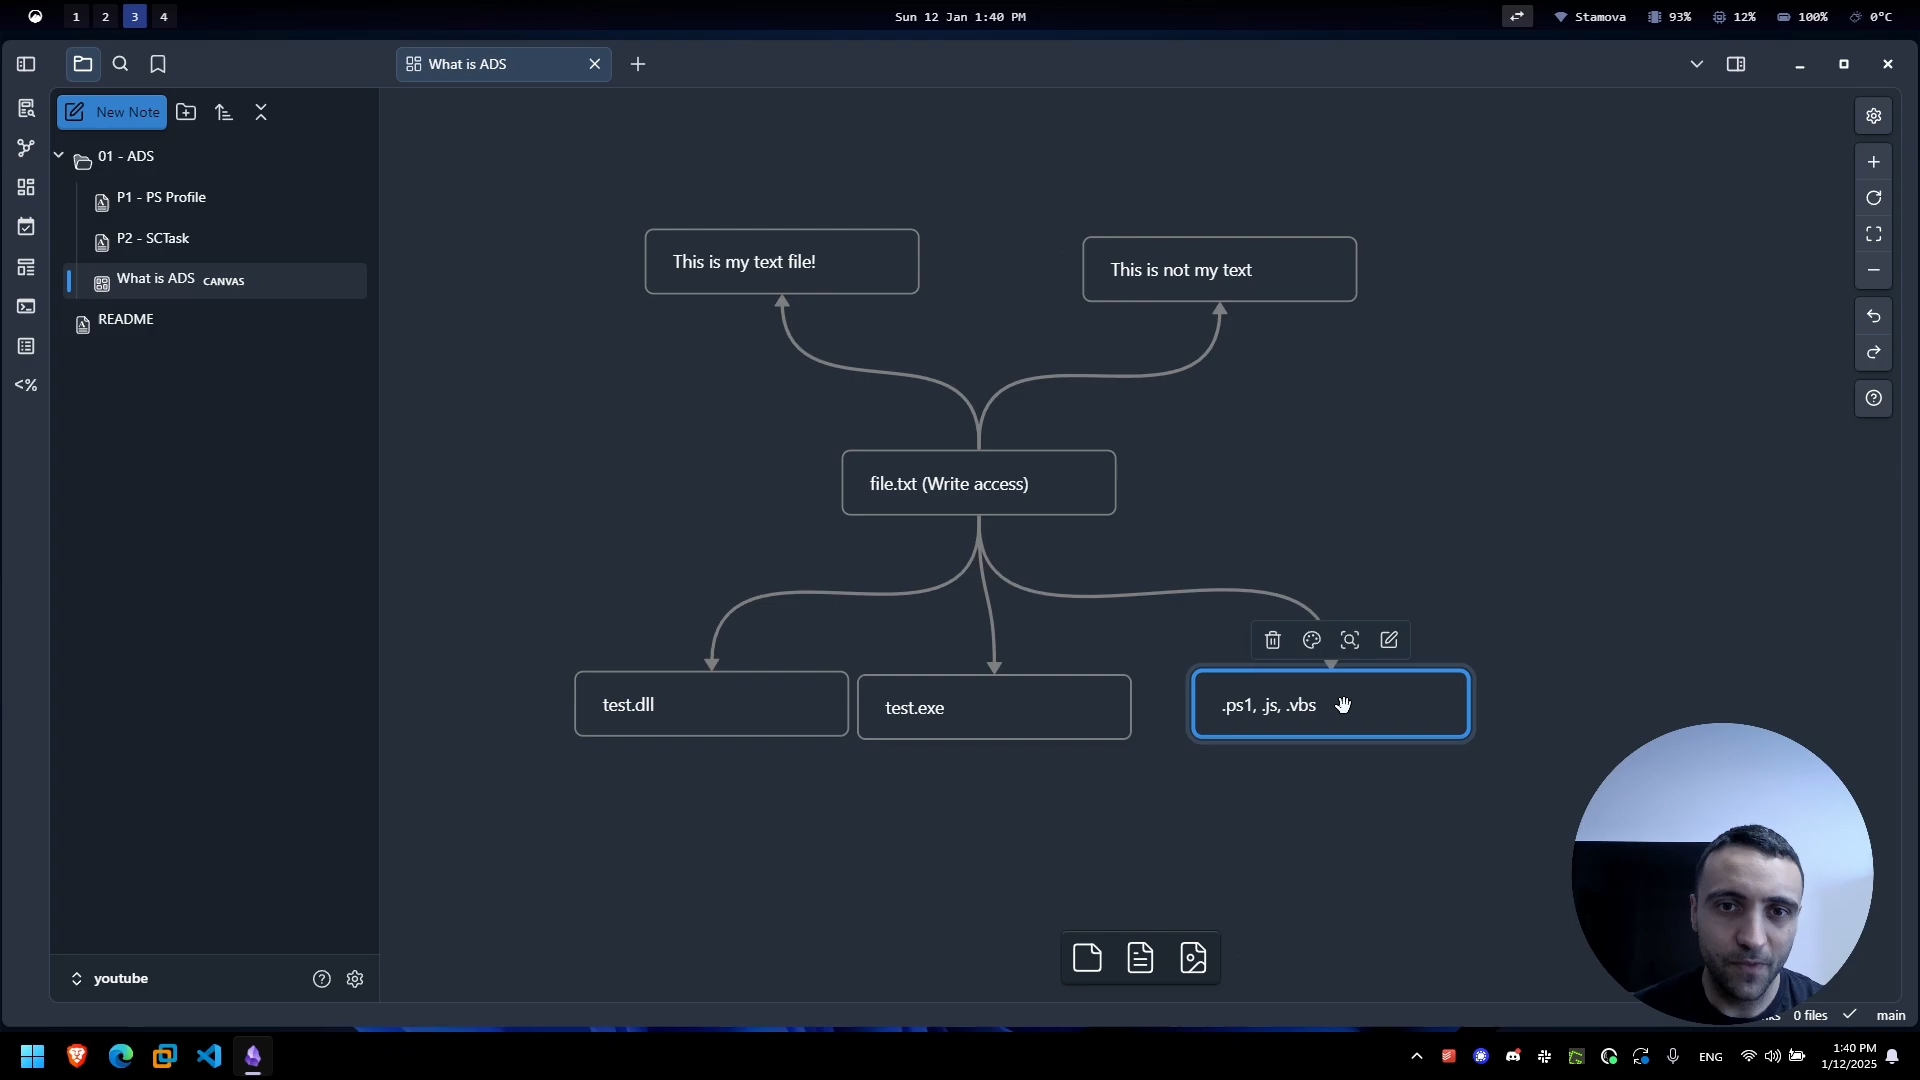 1 2 3 4
Sun 12 Jan 1:40 PM
Stamova 93% 12% 100% 0°C
What is ADS
New Note
01 - ADS
P1 - PS Profile
P2 - SCTask
What is ADS CANVAS
README
<%
This is my text file!
This is not my text
file.txt (Write access)
test.dll
test.exe
.ps1, .js, .vbs
youtube
0 files main
ENG
1:40 PM
1/12/2025